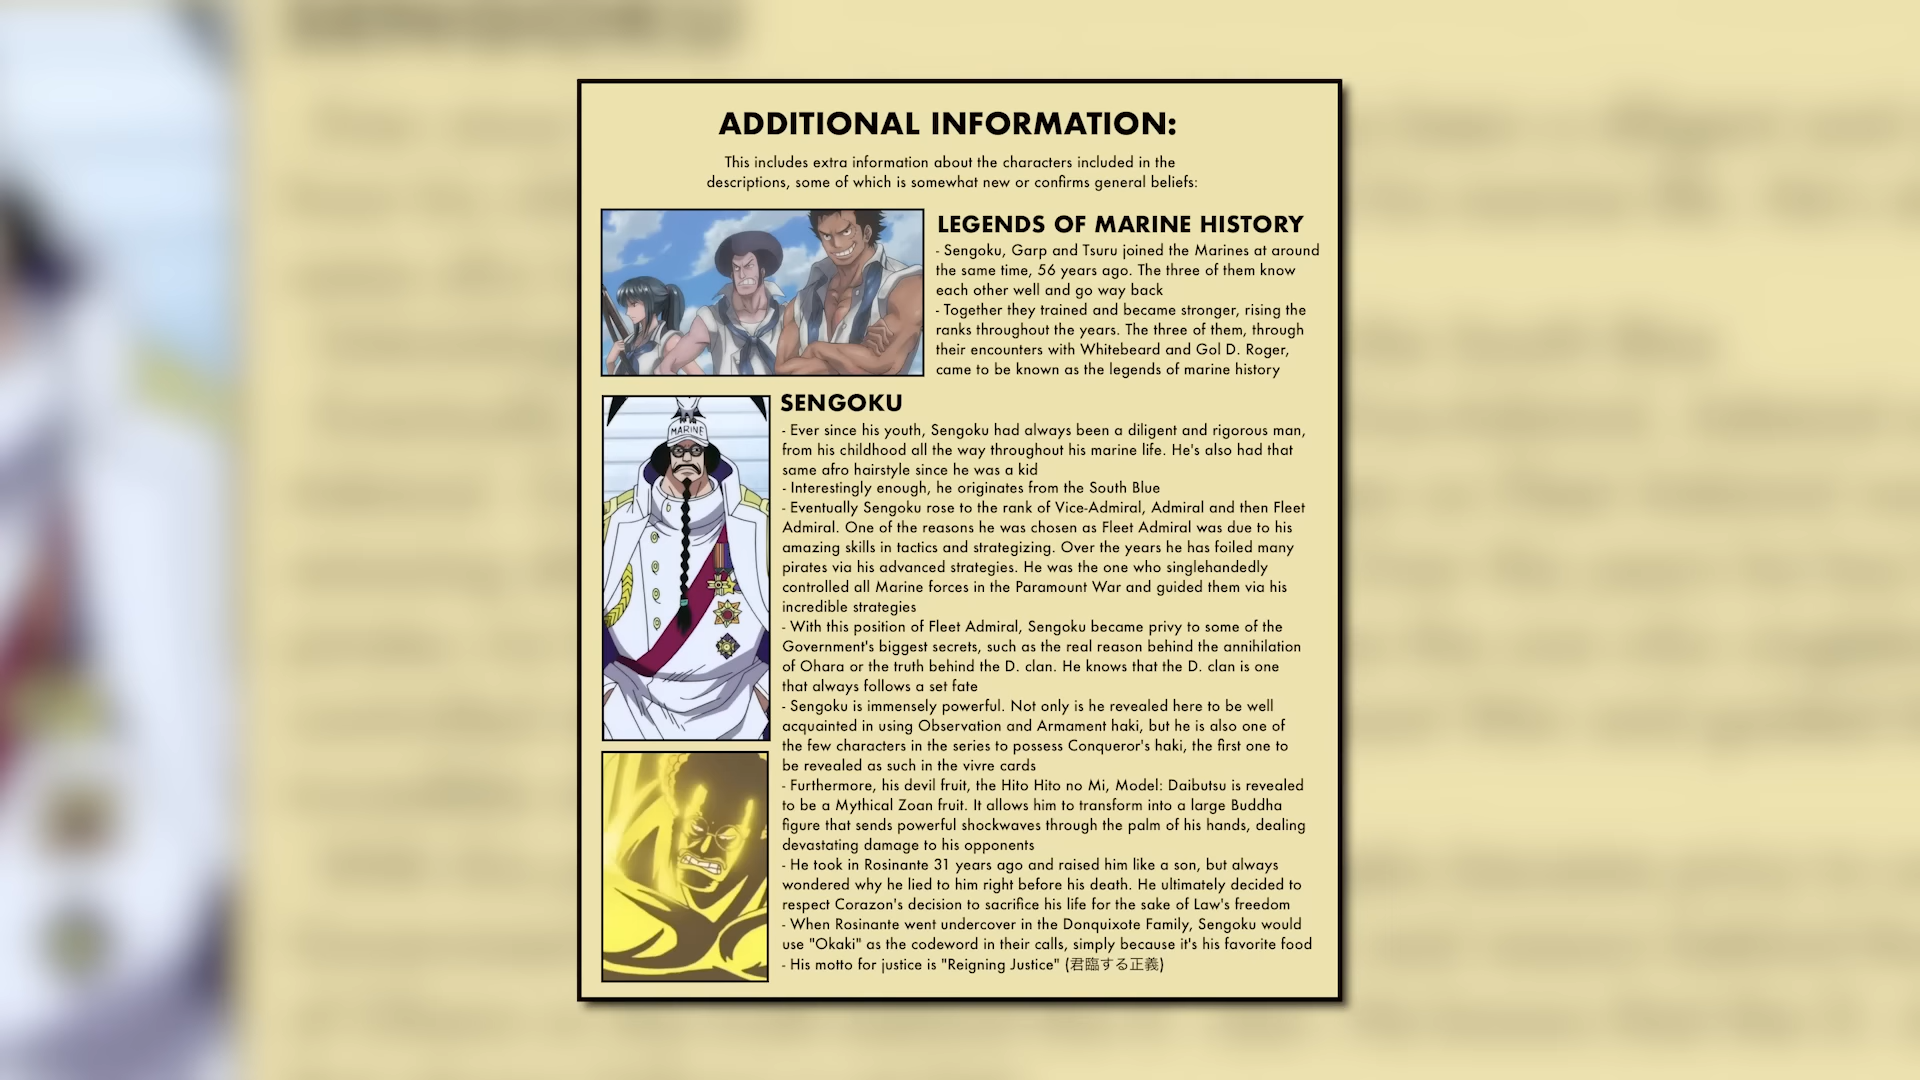 ADDITIONAL INFORMATION:
This includes extra information about the characters included in the
descriptions, some of which is somewhat new or confirms general beliefs:
LEGENDS OF MARINE HISTORY
- Sengoku, Garp and Tsuru joined the Marines at around
the same time, 56 years ago. The three of them know
each other well and go way back
- Together they trained and became stronger, rising the
ranks throughout the years. The three of them, through
their encounters with Whitebeard and Gol D. Roger,
came to be known as the legends of marine history
MARINE
SENGOKU
- Ever since his youth, Sengoku had always been a diligent and rigorous man,
from his childhood all the way throughout his marine life. He's also had that
same afro hairstyle since he was a kid
- Interestingly enough, he originates from the South Blue
- Eventually Sengoku rose to the rank of Vice-Admiral, Admiral and then Fleet
Admiral. One of the reasons he was chosen as Fleet Admiral was due to his
amazing skills in tactics and strategizing. Over the years he has foiled many
pirates via his advanced strategies. He was the one who singlehandedly
controlled all Marine forces in the Paramount War and guided them via his
incredible strategies
- With this position of Fleet Admiral, Sengoku became privy to some of the
Government's biggest secrets, such as the real reason behind the annihilation
of Ohara or the truth behind the D. clan. He knows that the D. clan is one
that always follows a set fate
- Sengoku is immensely powerful. Not only is he revealed here to be well
acquainted in using Observation and Armament haki, but he is also one of
the few characters in the series to possess Conqueror's haki, the first one to
be revealed as such in the vivre cards
- Furthermore, his devil fruit, the Hito Hito no Mi, Model: Daibutsu is revealed
to be a Mythical Zoan fruit. It allows him to transform into a large Buddha
figure that sends powerful shockwaves through the palm of his hands, dealing
devastating damage to his opponents
- He took in Rosinante 31 years ago and raised him like a son, but always
wondered why he lied to him right before his death. He ultimately decided to
respect Corazon's decision to sacrifice his life for the sake of Law's freedom
- When Rosinante went undercover in the Donquixote Family, Sengoku would
use "Okaki" as the codeword in their calls, simply because it's his favorite food
- His motto for justice is "Reigning Justice" (君臨する正義)